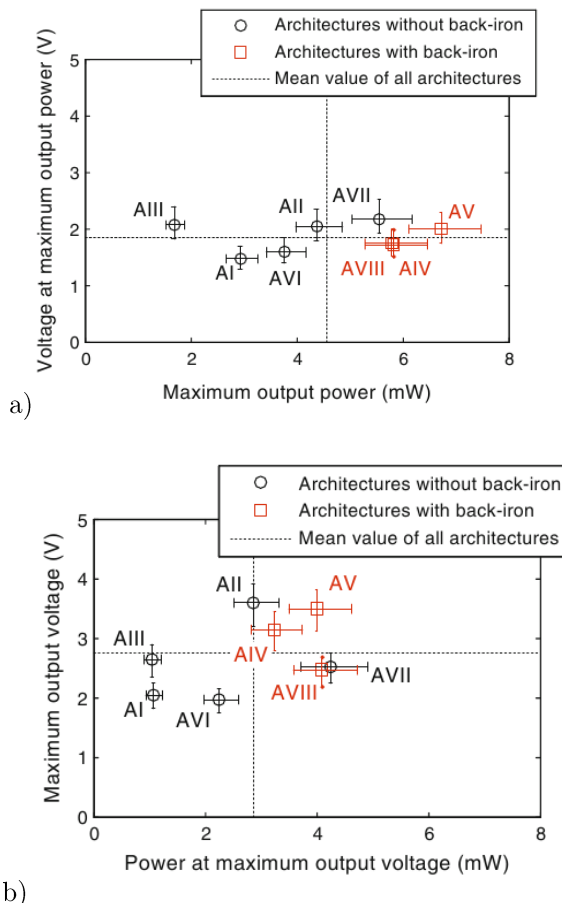 Architectures without back-iron
Architectures with back-iron
Mean value of all architectures
Voltage at maximum output power (V)
5
4
3
2
1
0
AIII
AI
AVI
AII
AVII
AV
AVIII
AIV
0
2
4
6
8
Maximum output power (mW)
a)
Architectures without back-iron
Architectures with back-iron
Mean value of all architectures
Maximum output voltage (V)
5
4
3
2
1
0
AII
AV
AIII
AIV
AVII
AVIII
AI
AVI
0
2
4
6
8
Power at maximum output voltage (mW)
b)